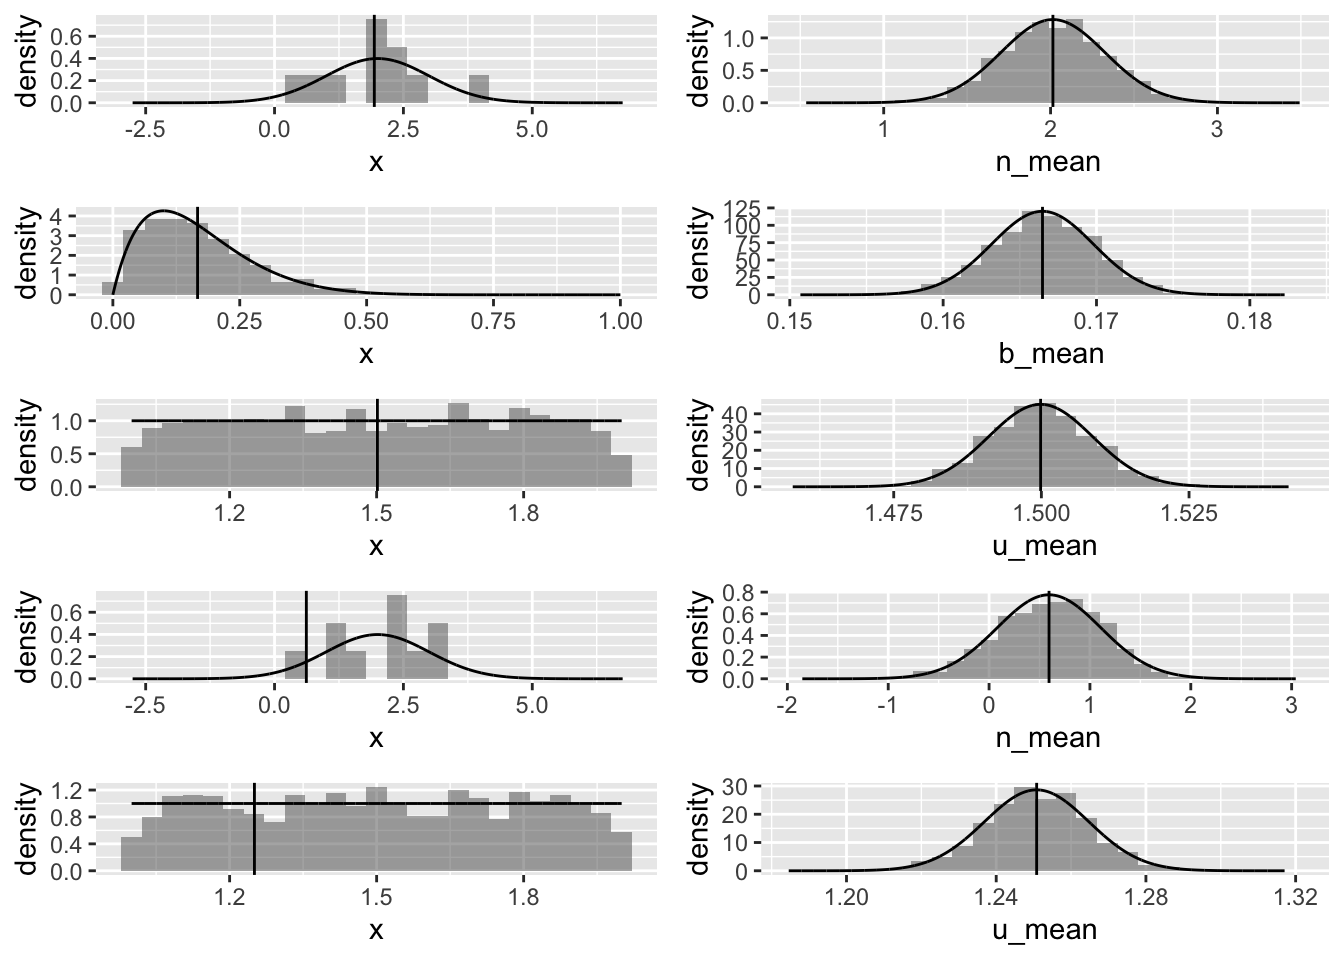 density
0.6
0.4
0.2
0.0
-2.5 0.0 2.5 5.0
x
density
1.0
0.5
0.0
1 2 3
n_mean
density
4
3
2
1
0
0.00 0.25 0.50 0.75 1.00
x
density
125
100
75
50
25
0
0.15 0.16 0.17 0.18
b_mean
density
1.0
0.5
0.0
1.2 1.5 1.8
x
density
40
30
20
10
0
1.475 1.500 1.525
u_mean
density
0.6
0.4
0.2
0.0
-2.5 0.0 2.5 5.0
x
density
0.8
0.6
0.4
0.2
0.0
-2 -1 0 1 2 3
n_mean
density
1.2
0.8
0.4
0.0
1.2 1.5 1.8
x
density
30
20
10
0
1.20 1.24 1.28 1.32
u_mean